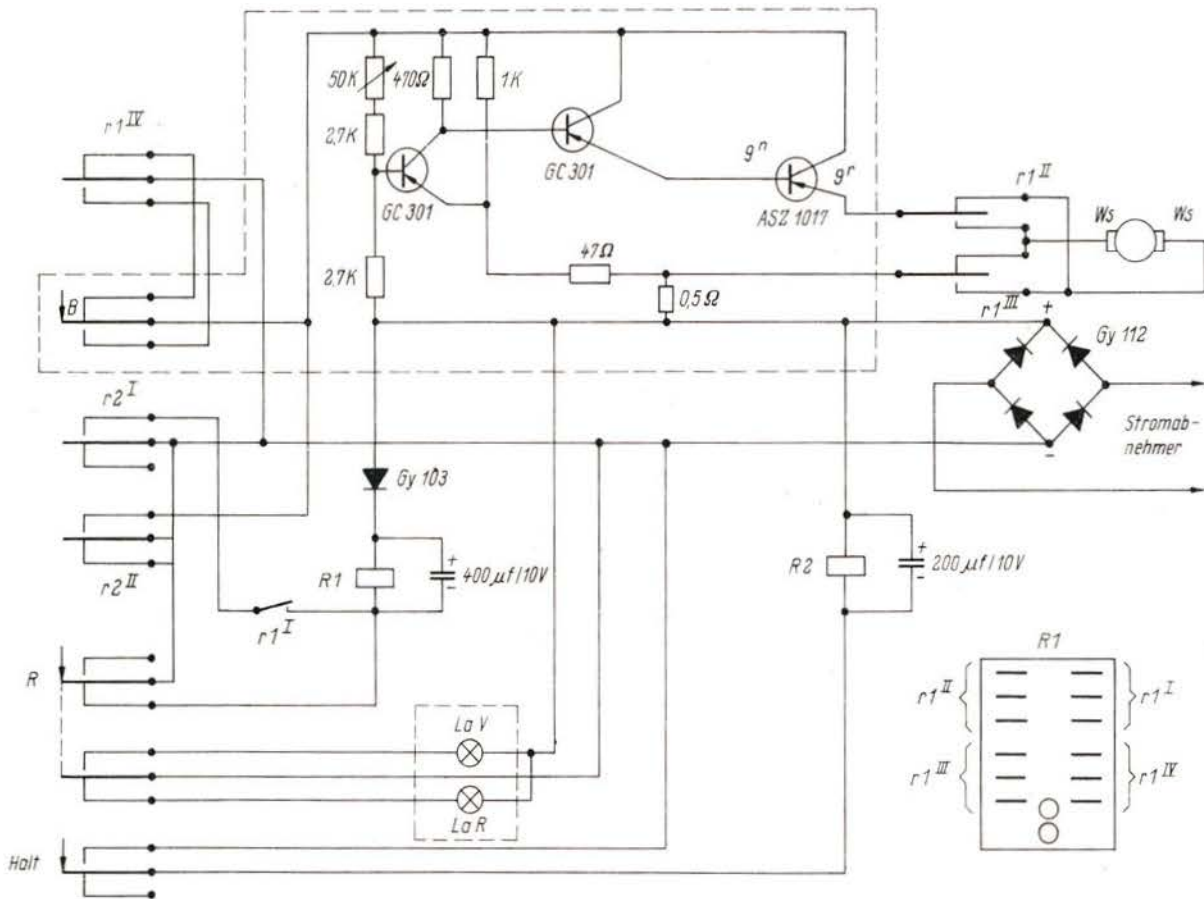 50K
470Ω
1K
r1 IV
2,7K
GC 301
GC 301
gn
gr
ASZ 1017
r1 II
Ws
Ws
47Ω
2,7K
0,5Ω
B
r1 III
+
Gy 112
r2 I
Stromab-
nehmer
-
Gy 103
r2 II
R1
+
400 µf/10V
-
R2
+
200 µf/10V
-
r1 I
R
R1
r1 II
r1 I
La V
r1 III
r1 IV
La R
Halt